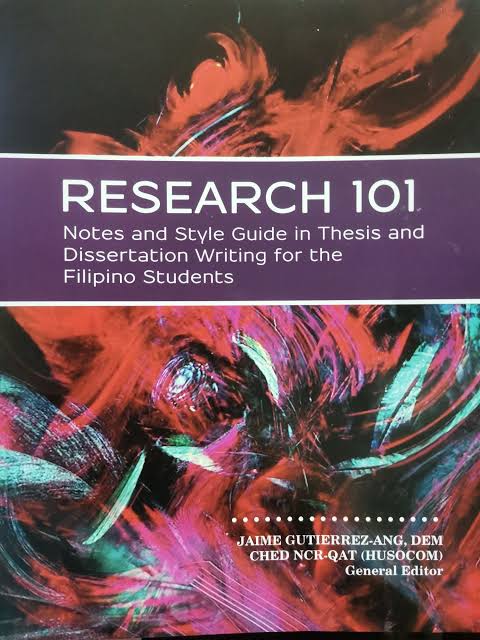 RESEARCH 101
Notes and Style Guide in Thesis and
Dissertation Writing for the
Filipino Students
JAIME GUTIERREZ-ANG, DEM
CHED NCR-QAT (HUSOCOM)
General Editor